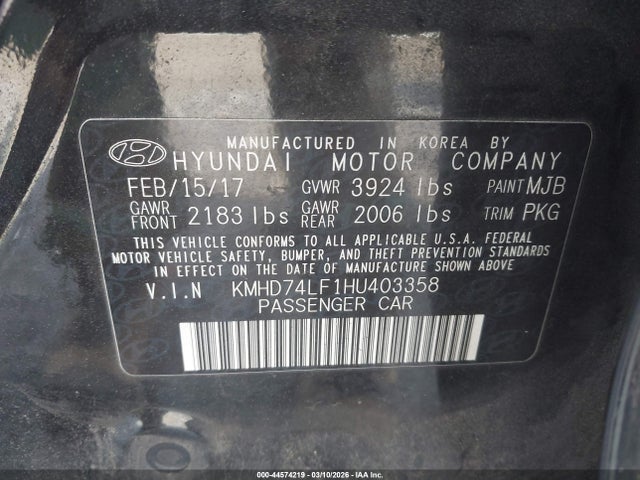 MANUFACTURED IN KOREA BY
HYUNDAI MOTOR COMPANY
FEB/15/17 GVWR 3924 lbs PAINT MJB
GAWR FRONT 2183 lbs GAWR REAR 2006 lbs TRIM PKG
THIS VEHICLE CONFORMS TO ALL APPLICABLE U.S.A. FEDERAL
MOTOR VEHICLE SAFETY, BUMPER, AND THEFT PREVENTION STANDARDS
IN EFFECT ON THE DATE OF MANUFACTURE SHOWN ABOVE.
V.I.N KMHD74LF1HU403358
PASSENGER CAR
000-44574219 - 03/10/2026 - IAA Inc.